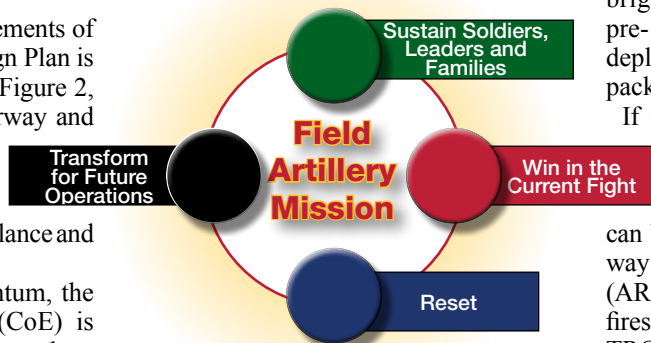 ements of
gn Plan is
Figure 2,
rway and
lance and
ntum, the
(CoE) is
Sustain Soldiers,
Leaders and
Families
Transform
for Future
Operations
Field
Artillery
Mission
Win in the
Current Fight
Reset
brig
pre-
depl
pack
If
can
way
(AR
fires